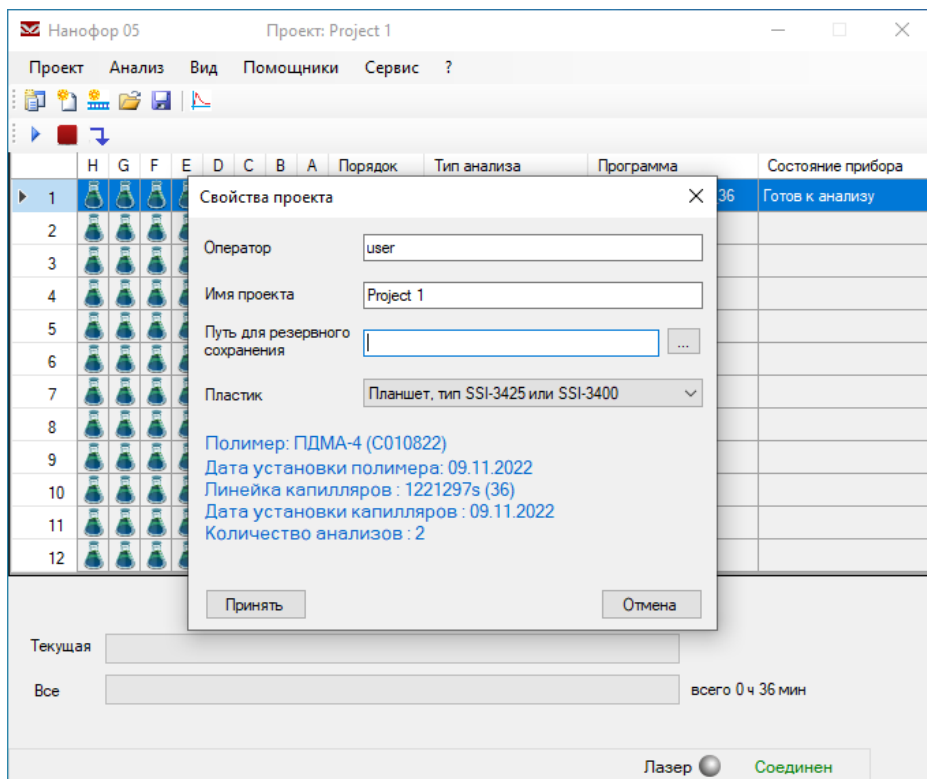 Нанофор 05 Проект: Project 1
Проект Анализ Вид Помощники Сервис ?
H G F E D C B A Порядок Тип анализа Программа Состояние прибора
1 36 Готов к анализу
Свойства проекта
2
Оператор user
3
Имя проекта Project 1
4
5
Путь для резервного
сохранения ...
6
7
Пластик Планшет, тип SSI-3425 или SSI-3400
8
Полимер: ПДМА-4 (C010822)
9
Дата установки полимера: 09.11.2022
10
Линейка капилляров : 1221297s (36)
11
Дата установки капилляров : 09.11.2022
Количество анализов : 2
12
Принять Отмена
Текущая
Все всего 0 ч 36 мин
Лазер Соединен